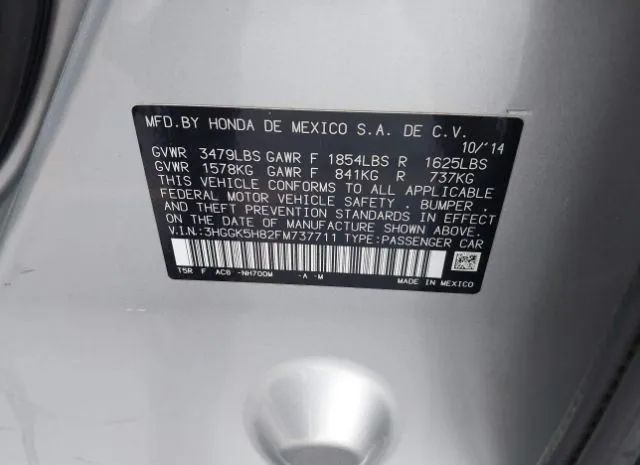 MFD.BY HONDA DE MEXICO S.A. DE C.V.
10/'14
GVWR 3479LBS GAWR F 1854LBS R 1625LBS
GVWR 1578KG GAWR F 841KG R 737KG
THIS VEHICLE CONFORMS TO ALL APPLICABLE
FEDERAL MOTOR VEHICLE SAFETY, BUMPER,
AND THEFT PREVENTION STANDARDS IN EFFECT
ON THE DATE OF MANUFACTURE SHOWN ABOVE.
V.I.N.:3HGGK5H82FM737711 TYPE:PASSENGER CAR
T5R F AC8 -NH700M -A -M MADE IN MEXICO